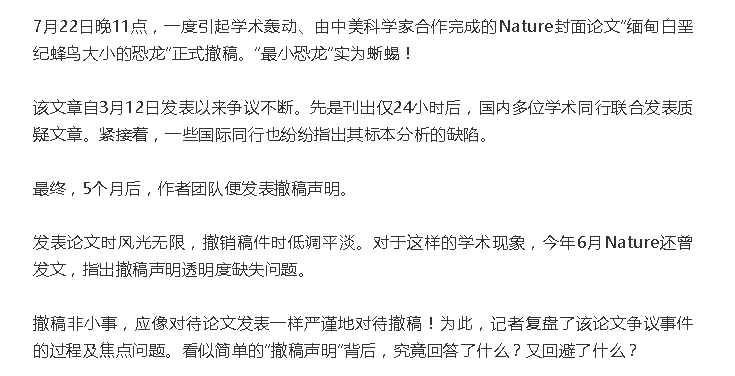 7月22日晚11点，一度引起学术轰动、由中美科学家合作完成的Nature封面论文“缅甸白垩
纪蜂鸟大小的恐龙”正式撤稿。“最小恐龙”实为蜥蜴！
该文章自3月12日发表以来争议不断。先是刊出仅24小时后，国内多位学术同行联合发表质
疑文章。紧接着，一些国际同行也纷纷指出其标本分析的缺陷。
最终，5个月后，作者团队便发表撤稿声明。
发表论文时风光无限，撤销稿件时低调平淡。对于这样的学术现象，今年6月Nature还曾
发文，指出撤稿声明透明度缺失问题。
撤稿非小事，应像对待论文发表一样严谨地对待撤稿！为此，记者复盘了该论文争议事件
的过程及焦点问题。看似简单的“撤稿声明”背后，究竟回答了什么？又回避了什么？